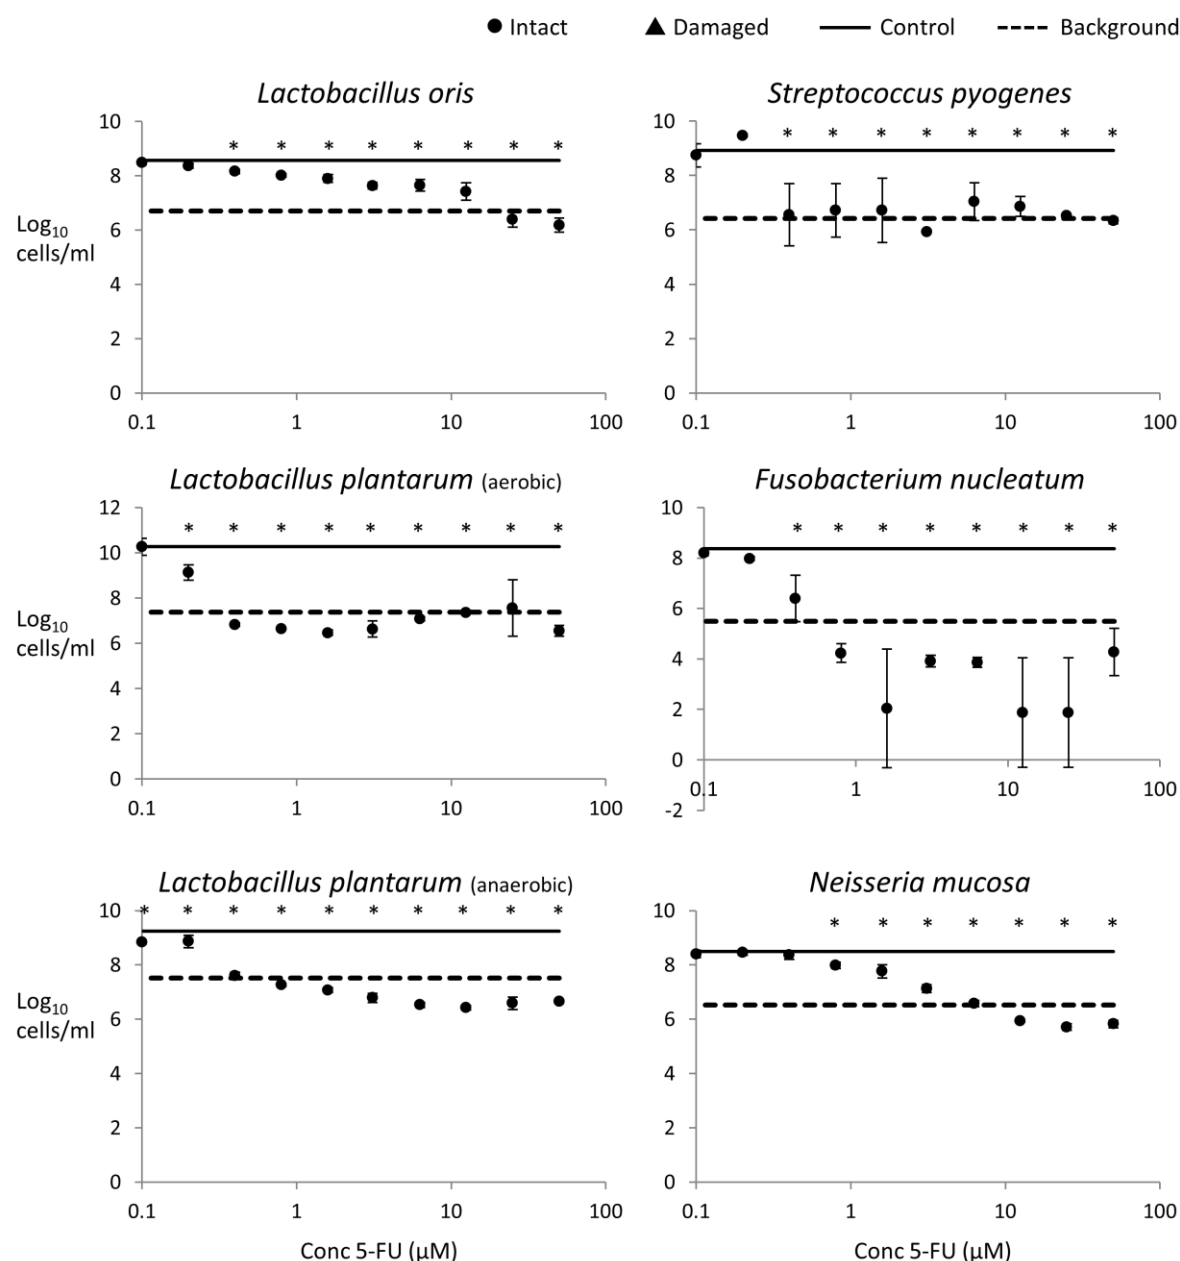 Intact Damaged Control Background
Lactobacillus oris
10
8
6
4
2
0
0.1 1 10 100
Log10
cells/ml
* * * * * * * *
Streptococcus pyogenes
10
8
6
4
2
0
0.1 1 10 100
* * * * * * * *
Lactobacillus plantarum (aerobic)
12
10
8
6
4
2
0
0.1 1 10 100
Log10
cells/ml
* * * * * * * * *
Fusobacterium nucleatum
10
8
6
4
2
0
-2
0.1 1 10 100
* * * * * * * *
Lactobacillus plantarum (anaerobic)
10
8
6
4
2
0
0.1 1 10 100
Log10
cells/ml
* * * * * * * * * *
Conc 5-FU (µM)
Neisseria mucosa
10
8
6
4
2
0
0.1 1 10 100
* * * * * * *
Conc 5-FU (µM)